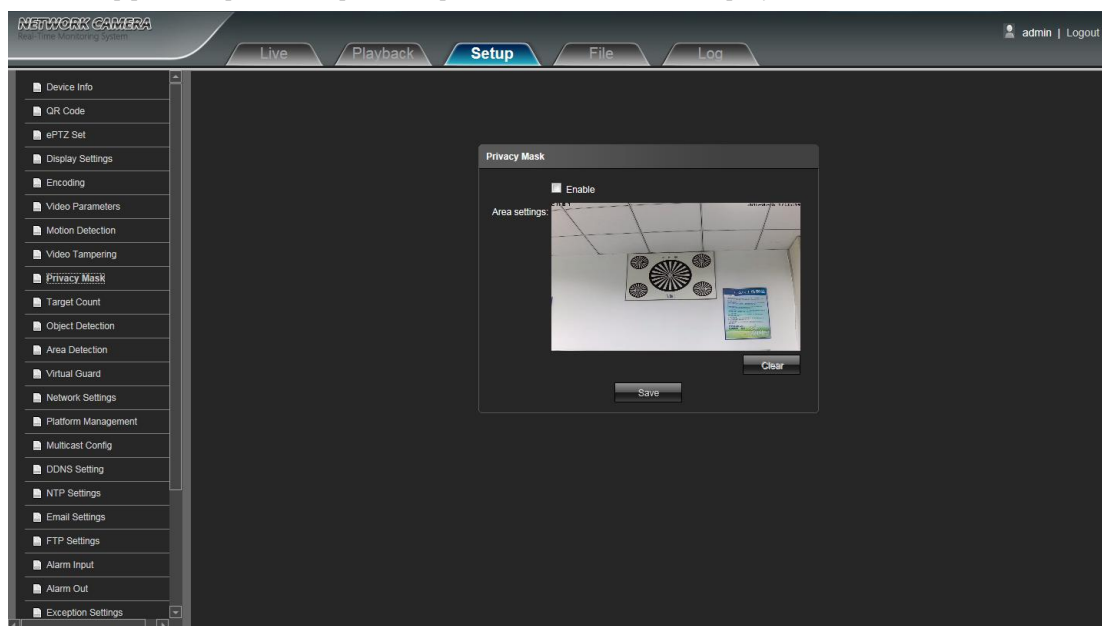 NETWORK CAMERA
Real-Time Monitoring System
admin | Logout
Live
Playback
Setup
File
Log
Device Info
QR Code
ePTZ Set
Display Settings
Encoding
Video Parameters
Motion Detection
Video Tampering
Privacy Mask
Target Count
Object Detection
Area Detection
Virtual Guard
Network Settings
Platform Management
Multicast Config
DDNS Setting
NTP Settings
Email Settings
FTP Settings
Alarm Input
Alarm Out
Exception Settings
Privacy Mask
Enable
Area settings:
Clear
Save